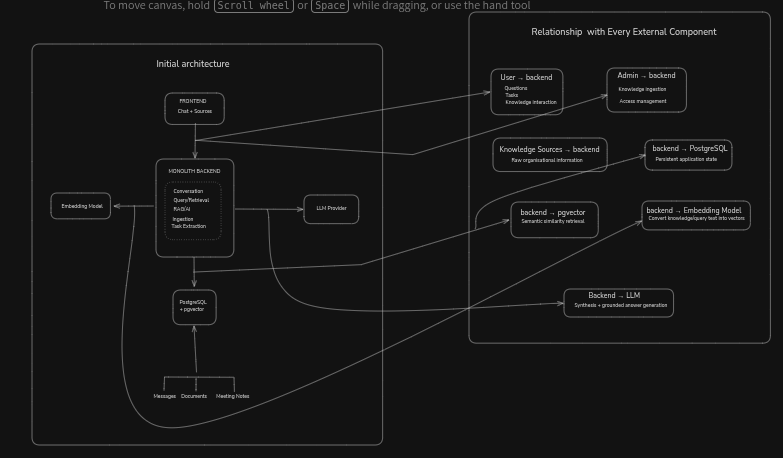 To move canvas, hold Scroll wheel or Space while dragging, or use the hand tool
Initial architecture
FRONTEND
Chat + Sources
MONOLITH BACKEND
Conversation
Query/Retrieval
RAG/AI
Ingestion
Task Extraction
Embedding Model
LLM Provider
PostgreSQL
+ pgvector
Messages
Documents
Meeting Notes
Relationship with Every External Component
User → backend
Questions
Tasks
Knowledge interaction
Admin → backend
Knowledge ingestion
Access management
Knowledge Sources → backend
Raw organisational information
backend → PostgreSQL
Persistent application state
backend → pgvector
Semantic similarity retrieval
backend → Embedding Model
Convert knowledge/query text into vectors
Backend → LLM
Synthesis + grounded answer generation